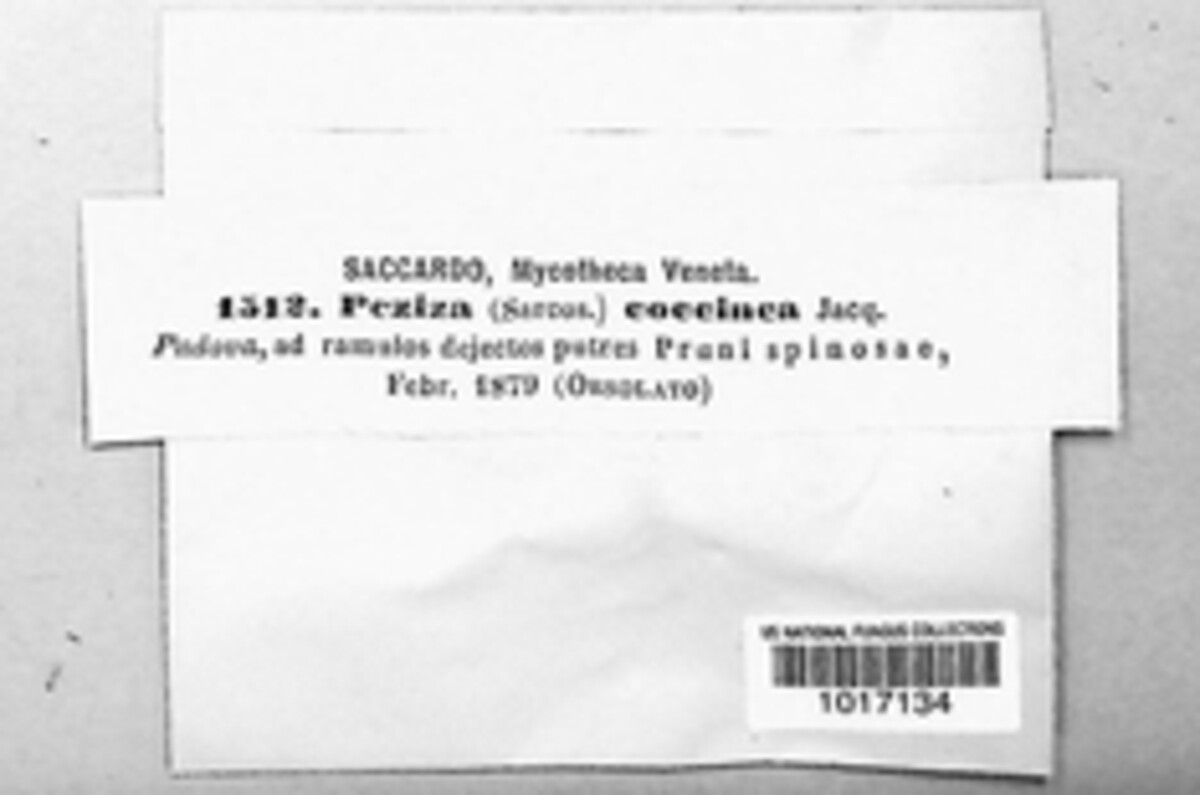 SACCARDO, Mycotheca Veneta.
1512. Peziza (Sarcos.) coccinea Jacq.
Padova, ad ramulos dejectos putres Pruni spinosae,
Febr. 1879 (ORSOLATO)
US NATIONAL FUNGUS COLLECTIONS
1017134